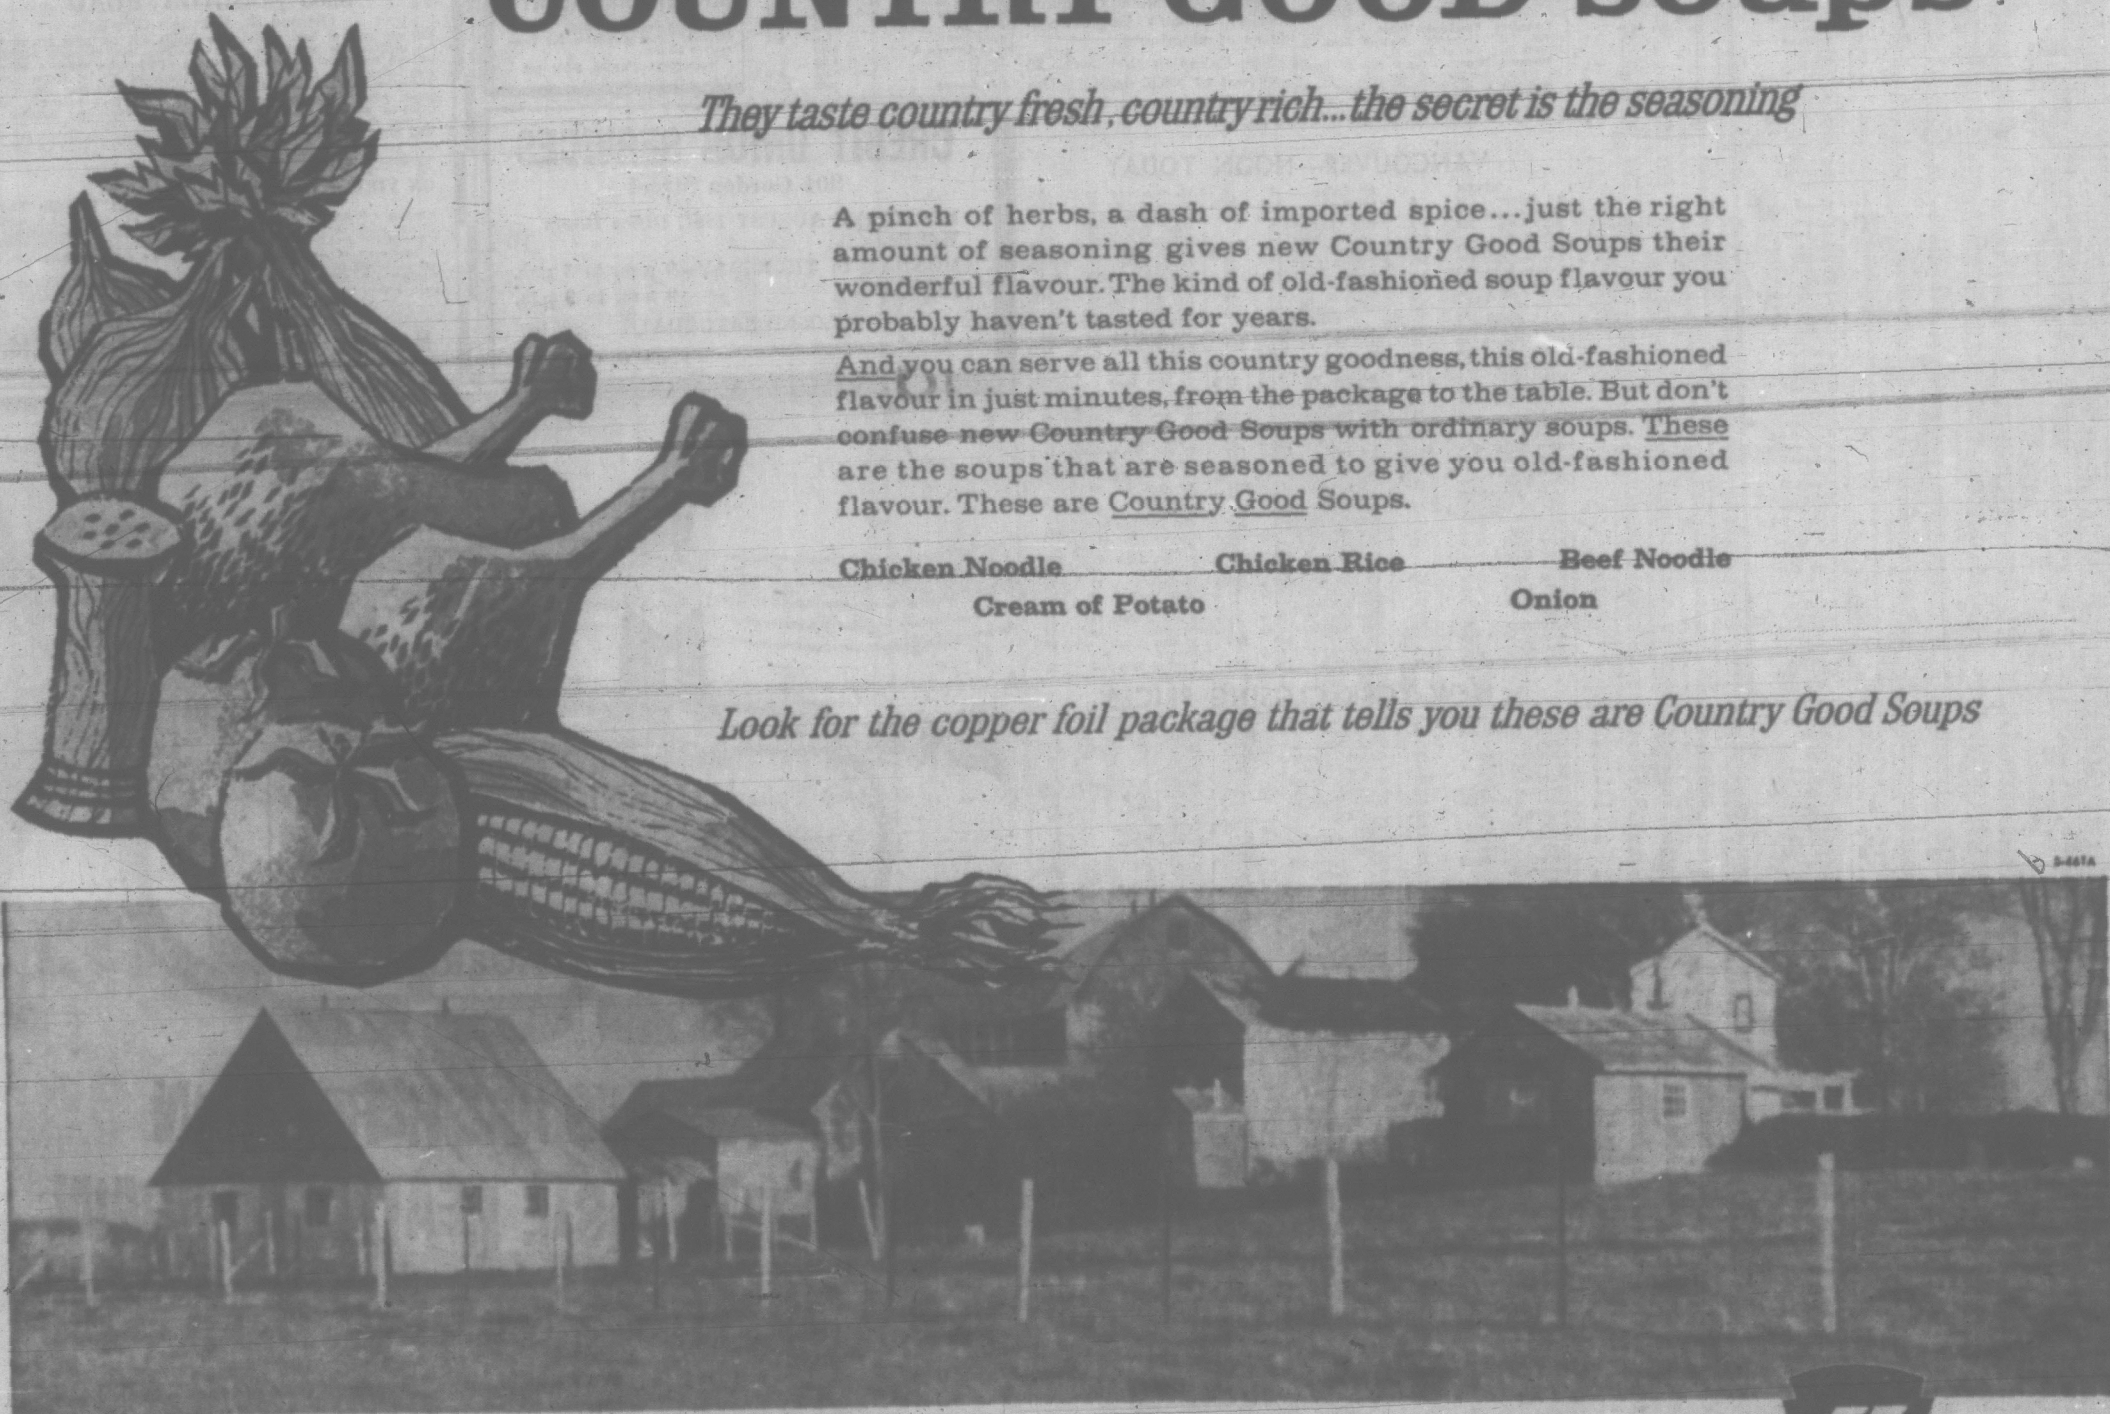 COUNTRY GOOD Soups
They taste country fresh, country rich...the secret is the seasoning
A pinch of herbs, a dash of imported spice...just the right
amount of seasoning gives new Country Good Soups their
wonderful flavour. The kind of old-fashioned soup flavour you
probably haven't tasted for years.
And you can serve all this country goodness, this old-fashioned
flavour in just minutes, from the package to the table. But don't
confuse new Country Good Soups with ordinary soups. These
are the soups that are seasoned to give you old-fashioned
flavour. These are Country Good Soups.
Chicken Noodle Chicken Rice Beef Noodle
Cream of Potato Onion
Look for the copper foil package that tells you these are Country Good Soups